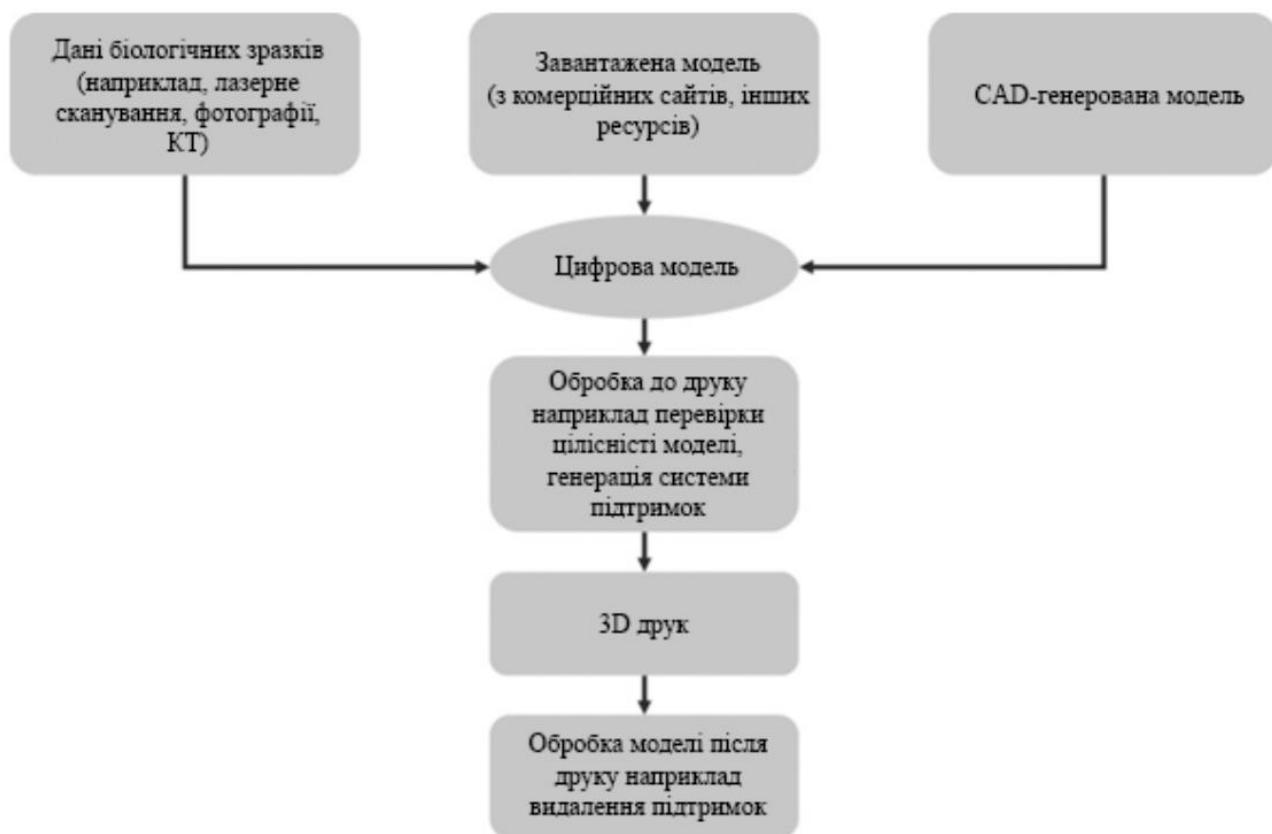 Дані біологічних зразків
(наприклад, лазерне
сканування, фотографії,
КТ)
Завантажена модель
(з комерційних сайтів, інших
ресурсів)
CAD-генерована модель
Цифрова модель
Обробка до друку
наприклад перевірки
цілісністі моделі,
генерація системи
підтримок
3D друк
Обробка моделі після
друку наприклад
видалення підтримок